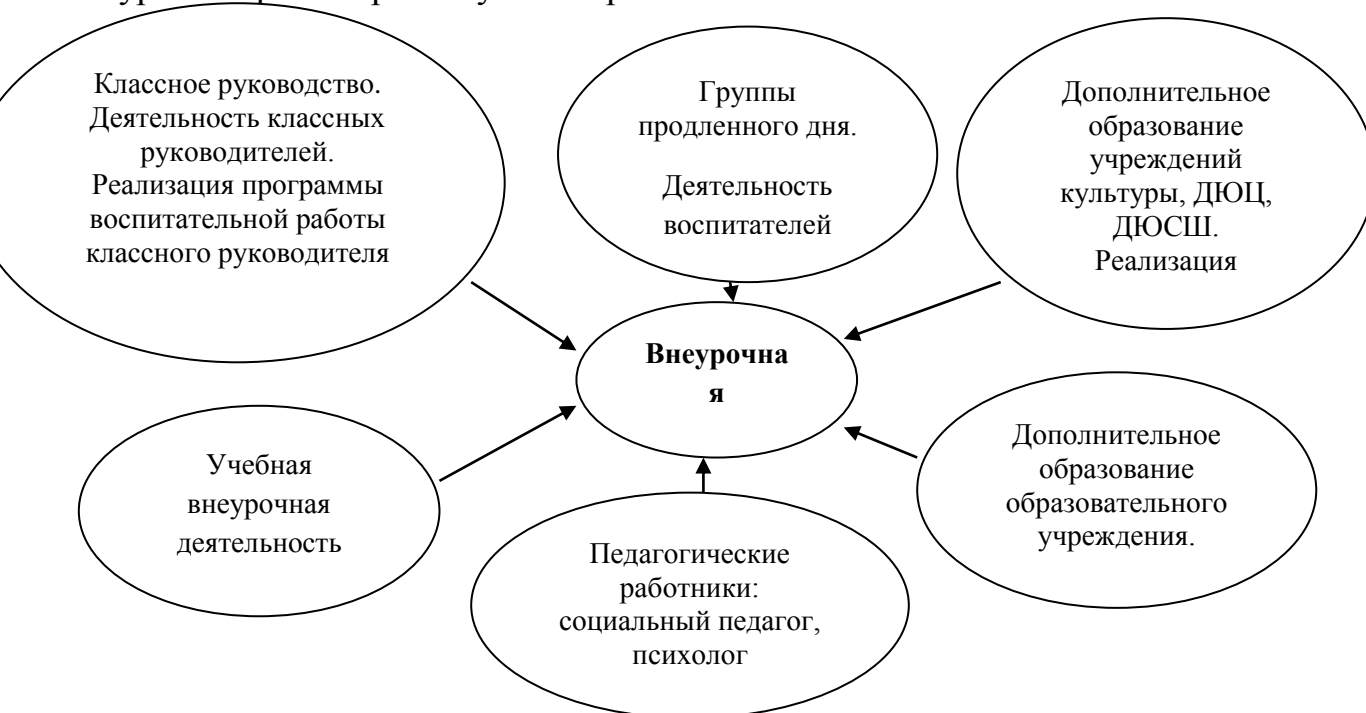 Классное руководство.
Деятельность классных
руководителей.
Реализация программы
воспитательной работы
классного руководителя
Группы
продленного дня.
Деятельность
воспитателей
Дополнительное
образование
учреждений
культуры, ДЮЦ,
ДЮСШ.
Реализация
Внеурочна
я
Учебная
внеурочная
деятельность
Педагогические
работники:
социальный педагог,
психолог
Дополнительное
образование
образовательного
учреждения.